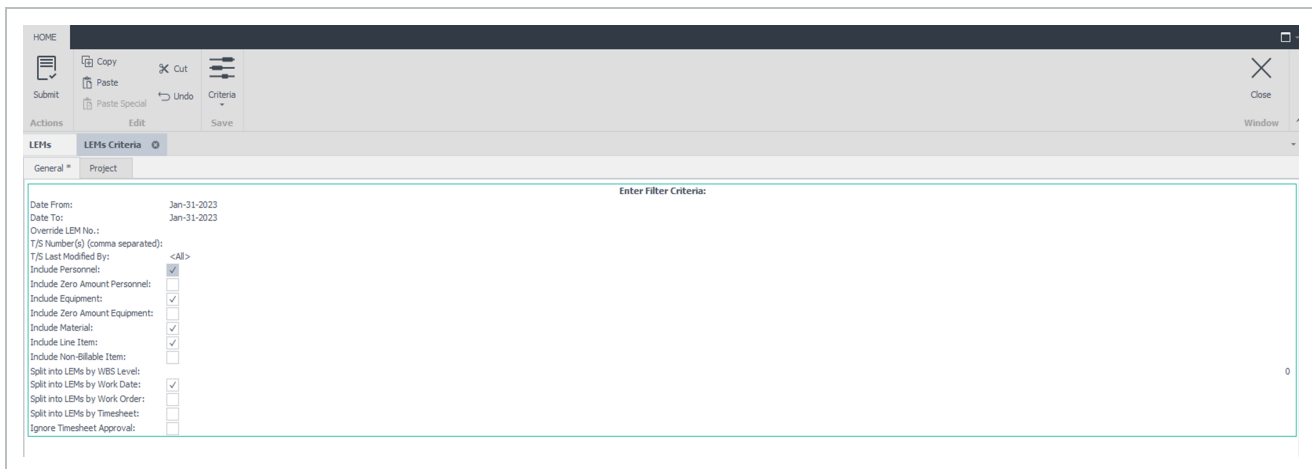 HOME
Submit
Copy
Paste
Paste Special
Cut
Undo
Criteria
Close
Actions
Edit
Save
Window
LEMs
LEMs Criteria
General *
Project
Enter Filter Criteria:
Date From: Jan-31-2023
Date To: Jan-31-2023
Override LEM No.:
T/S Number(s) (comma separated):
T/S Last Modified By: <All>
Include Personnel:
Include Zero Amount Personnel:
Include Equipment:
Include Zero Amount Equipment:
Include Material:
Include Line Item:
Include Non-Billable Item:
Split into LEMs by WBS Level: 0
Split into LEMs by Work Date:
Split into LEMs by Work Order:
Split into LEMs by Timesheet:
Ignore Timesheet Approval: